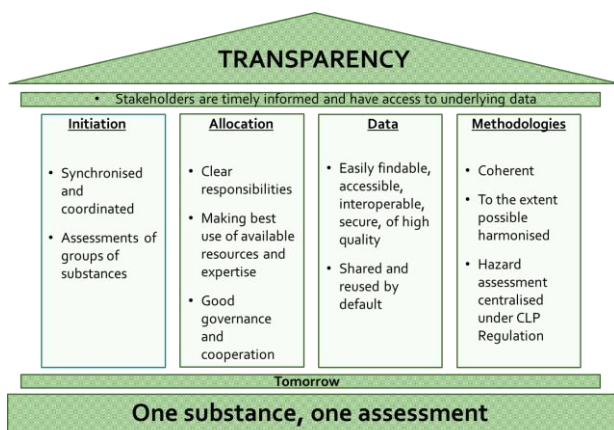 TRANSPARENCY
• Stakeholders are timely informed and have access to underlying data
Initiation
• Synchronised
and
coordinated
• Assessments of
groups of
substances
Allocation
• Clear
responsibilities
• Making best
use of available
resources and
expertise
• Good
governance
and
cooperation
Data
• Easily findable,
accessible,
interoperable,
secure, of high
quality
• Shared and
reused by
default
Methodologies
• Coherent
• To the extent
possible
harmonised
• Hazard
assessment
centralised
under CLP
Regulation
Tomorrow
One substance, one assessment